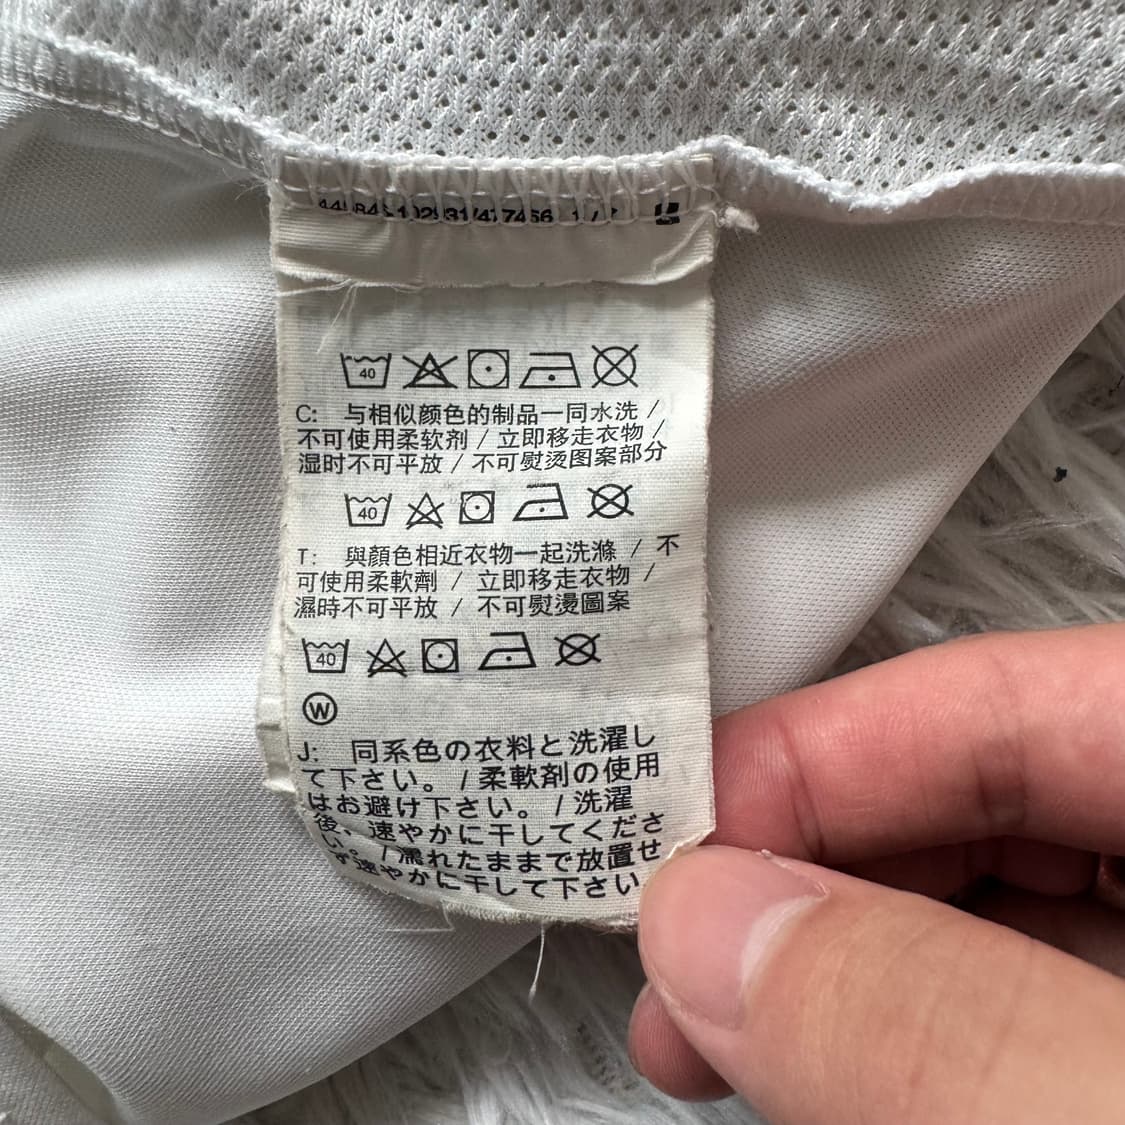 40
C: 与相似颜色的制品一同水洗 /
不可使用柔软剂 / 立即移走衣物 /
湿时不可平放 / 不可熨烫图案部分
40
T: 與顏色相近衣物一起洗滌 / 不
可使用柔軟劑 / 立即移走衣物 /
濕時不可平放 / 不可熨燙圖案
40
W
J: 同系色の衣料と洗濯し
て下さい。/ 柔軟剤の使用
はお避け下さい。/ 洗濯
後、速やかに干してくださ
い。/ 濡れたままで放置せ
ず速やかに干して下さい